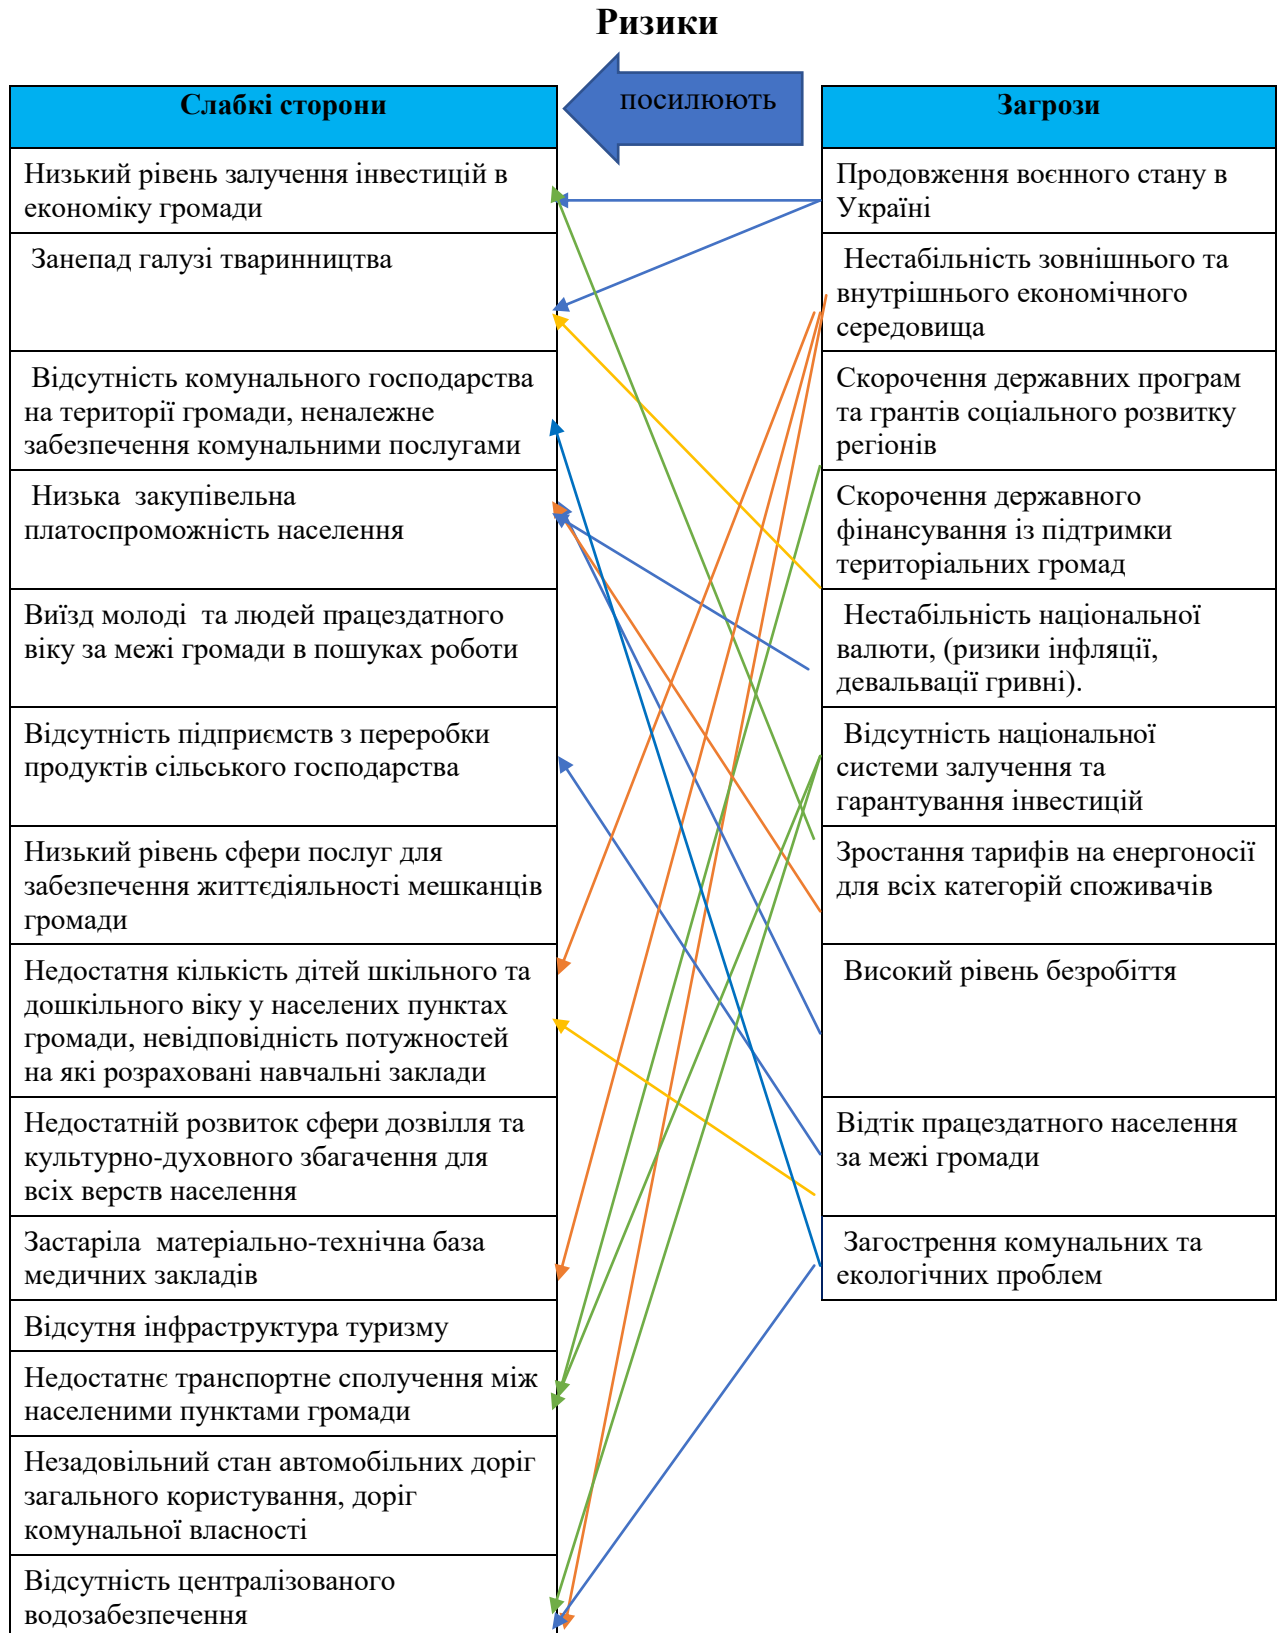 Ризики
посилюють
Слабкі сторони
Низький рівень залучення інвестицій в
економіку громади
Занепад галузі тваринництва
Відсутність комунального господарства
на території громади, неналежне
забезпечення комунальними послугами
Низька закупівельна
платоспроможність населення
Виїзд молоді та людей працездатного
віку за межі громади в пошуках роботи
Відсутність підприємств з переробки
продуктів сільського господарства
Низький рівень сфери послуг для
забезпечення життєдіяльності мешканців
громади
Недостатня кількість дітей шкільного та
дошкільного віку у населених пунктах
громади, невідповідність потужностей
на які розраховані навчальні заклади
Недостатній розвиток сфери дозвілля та
культурно-духовного збагачення для
всіх верств населення
Застаріла матеріально-технічна база
медичних закладів
Відсутня інфраструктура туризму
Недостатнє транспортне сполучення між
населеними пунктами громади
Незадовільний стан автомобільних доріг
загального користування, доріг
комунальної власності
Відсутність централізованого
водозабезпечення
Загрози
Продовження воєнного стану в
Україні
Нестабільність зовнішнього та
внутрішнього економічного
середовища
Скорочення державних програм
та грантів соціального розвитку
регіонів
Скорочення державного
фінансування із підтримки
територіальних громад
Нестабільність національної
валюти, (ризики інфляції,
девальвації гривні).
Відсутність національної
системи залучення та
гарантування інвестицій
Зростання тарифів на енергоносії
для всіх категорій споживачів
Високий рівень безробіття
Відтік працездатного населення
за межі громади
Загострення комунальних та
екологічних проблем